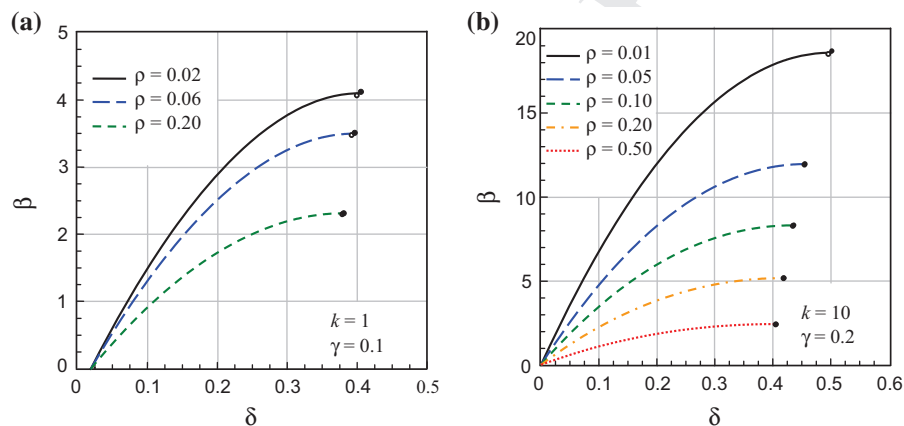 (a)
β
5
4
3
2
1
0
ρ = 0.02
ρ = 0.06
ρ = 0.20
k = 1
γ = 0.1
0 0.1 0.2 0.3 0.4 0.5
δ
(b)
β
20
15
10
5
0
ρ = 0.01
ρ = 0.05
ρ = 0.10
ρ = 0.20
ρ = 0.50
k = 10
γ = 0.2
0 0.1 0.2 0.3 0.4 0.5 0.6
δ